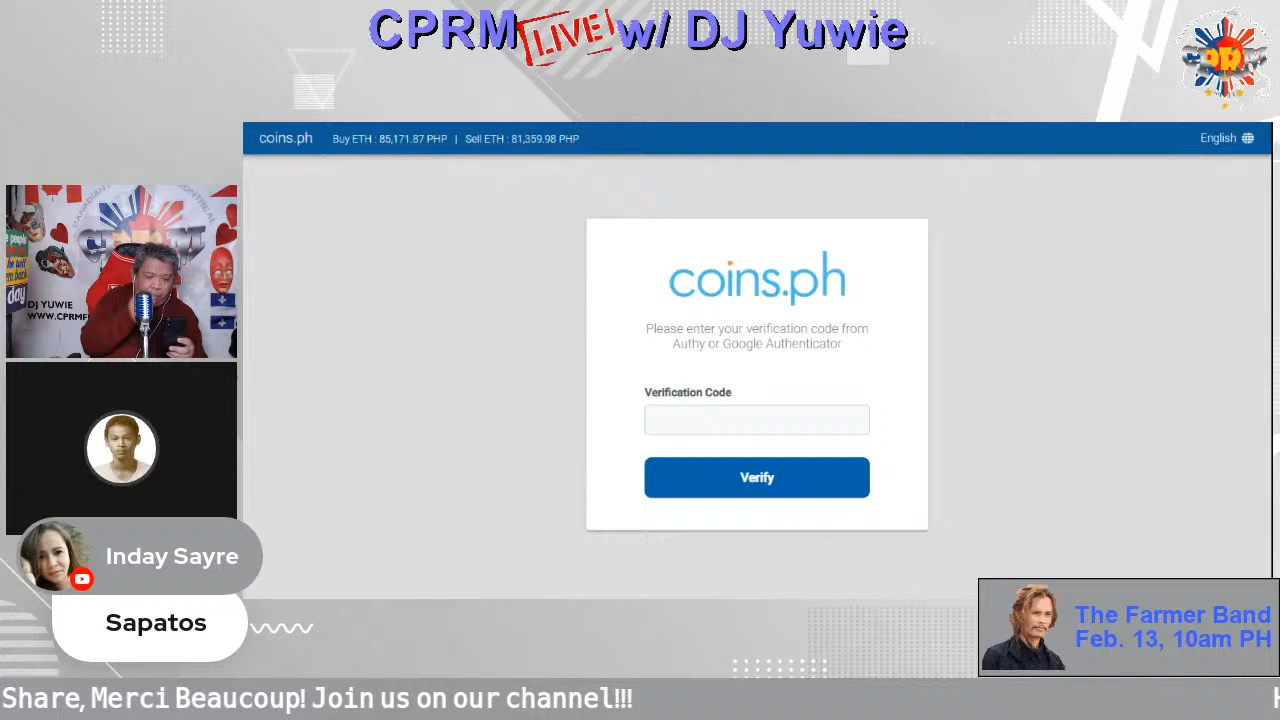 CPRM LIVE! w/ DJ Yuwie
CPRM
coins.ph
Buy ETH : 85,171.87 PHP | Sell ETH : 81,359.98 PHP
English
coins.ph
Please enter your verification code from
Authy or Google Authenticator
Verification Code
Verify
DJ YUWIE
day
Inday Sayre
Sapatos
The Farmer Band
Feb. 13, 10am PH
Share, Merci Beaucoup! Join us on our channel!!!